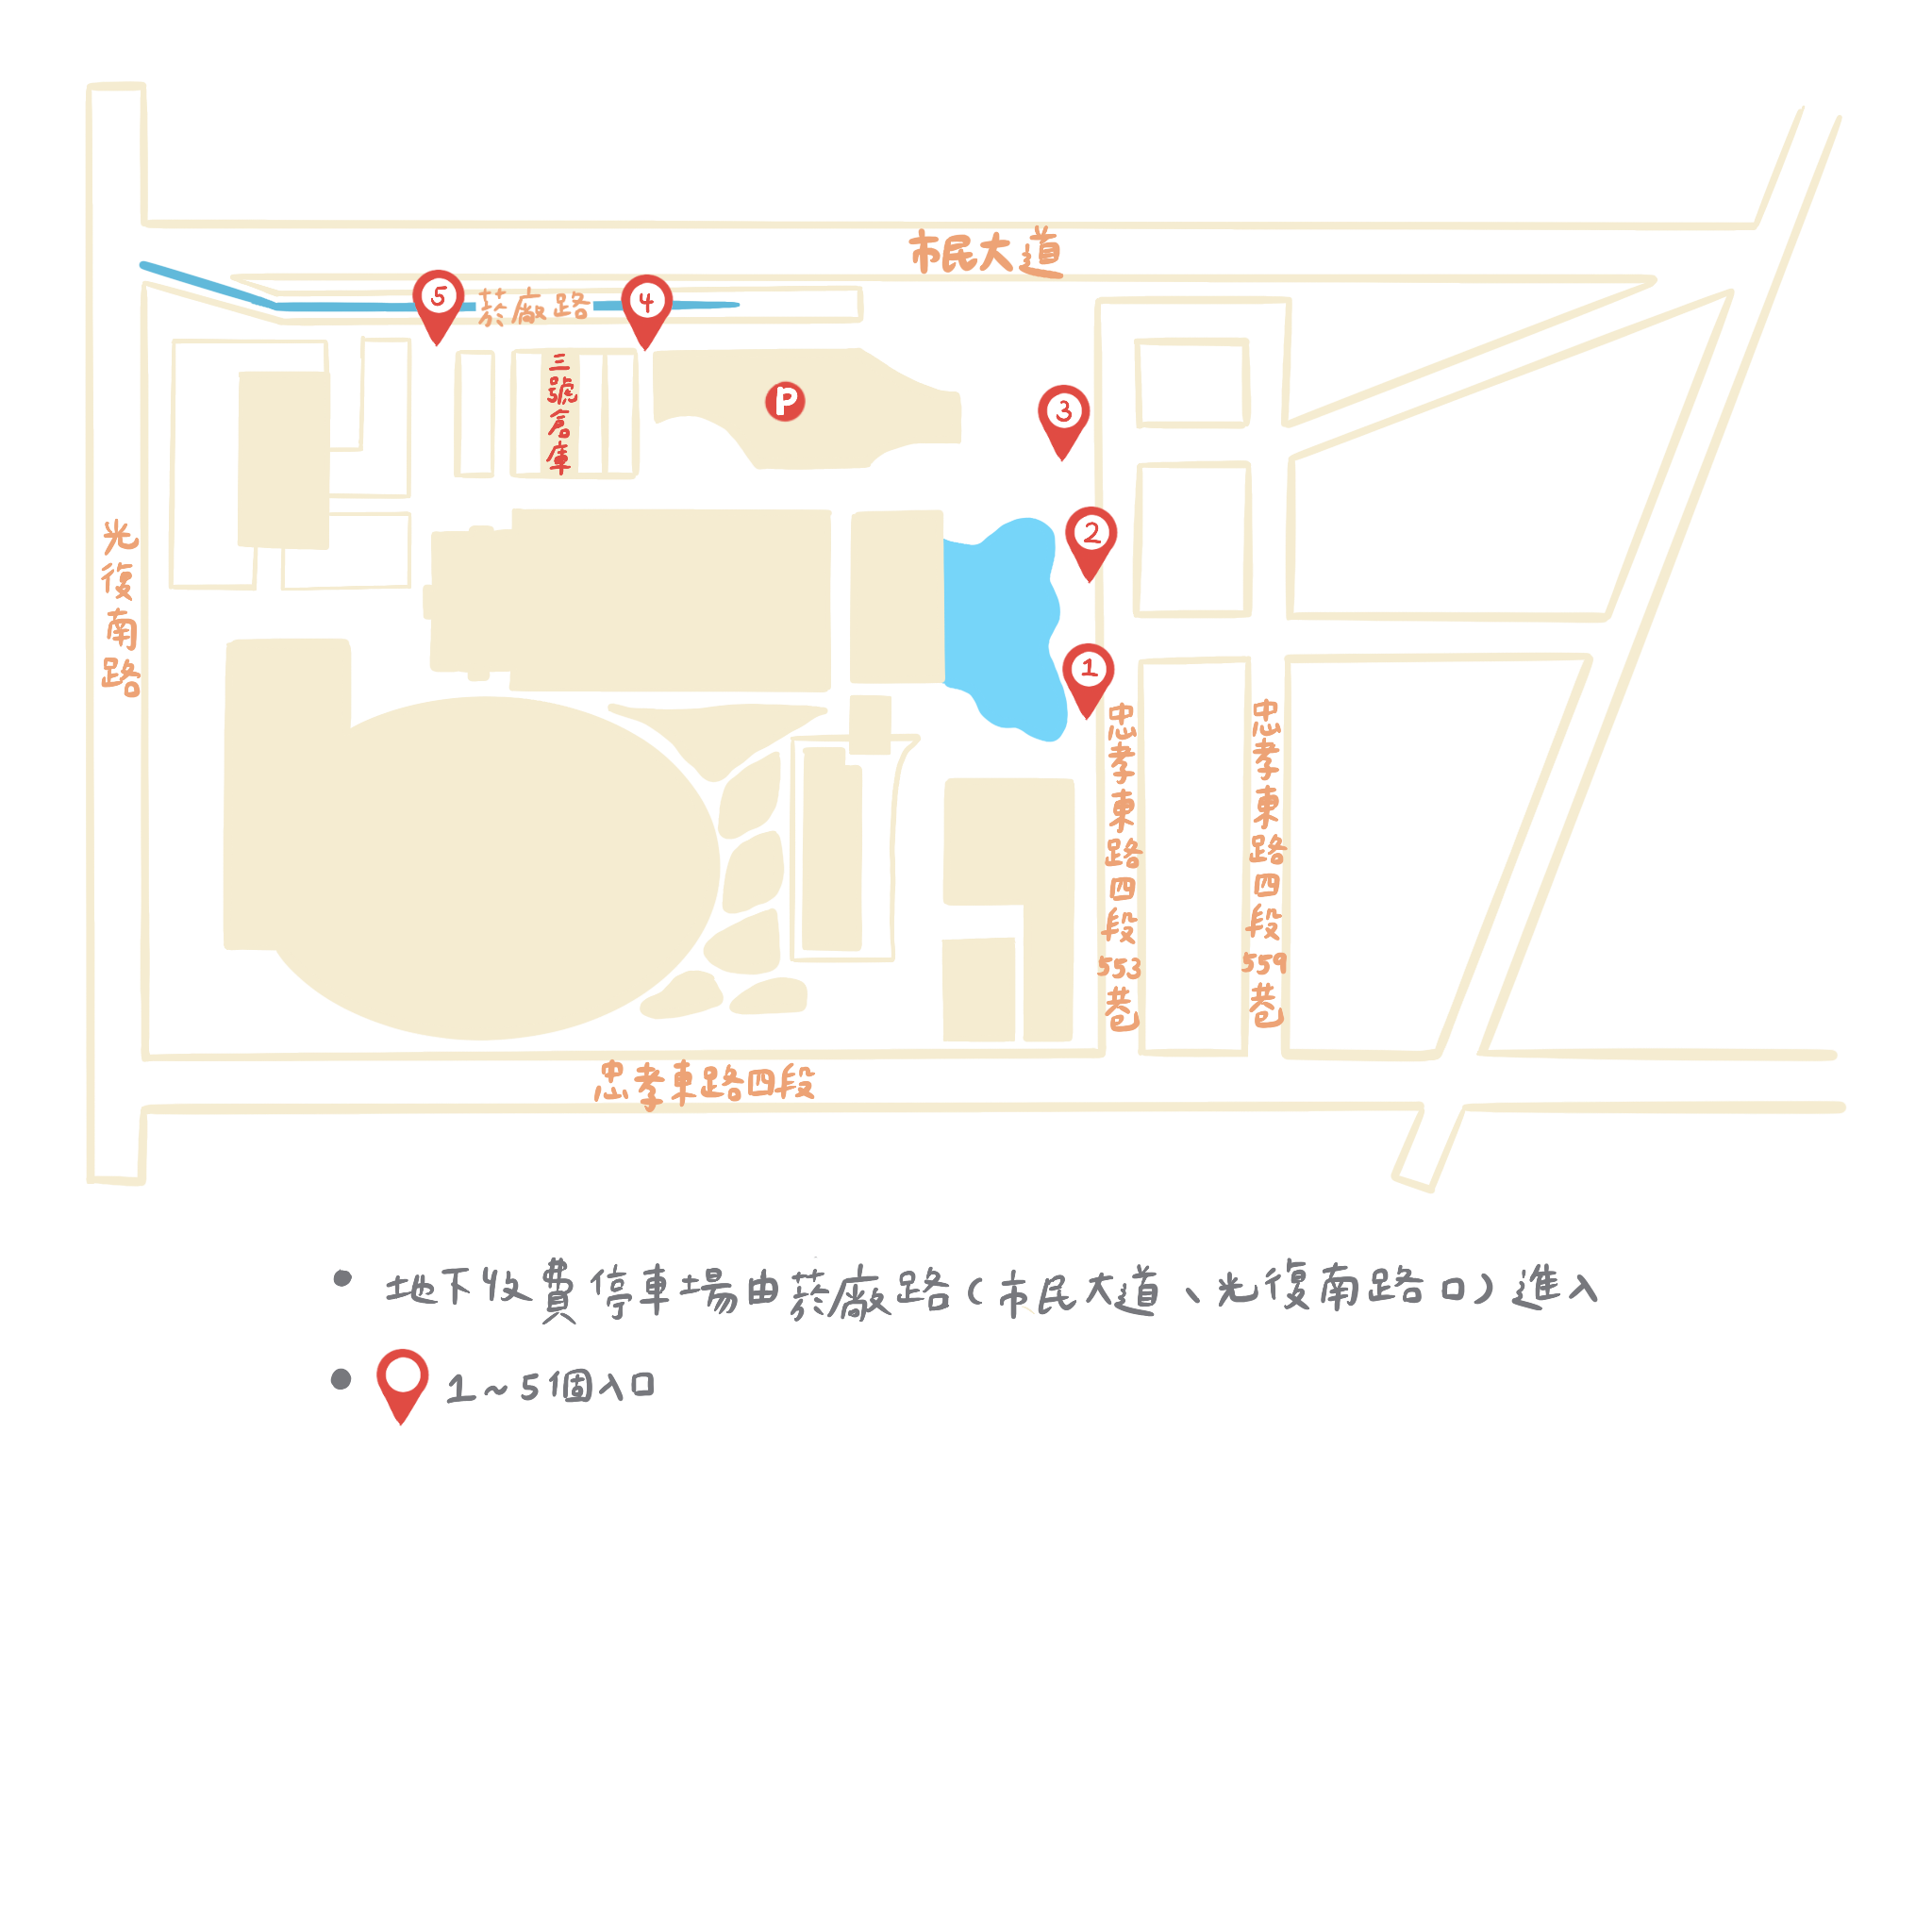 市民大道
5
菸廠路
4
三號倉庫
P
3
2
1
光復南路
忠孝東路四段553巷
忠孝東路四段559巷
忠孝東路四段
• 地下收費停車場由菸廠路(市民大道、光復南路口)進入
• 1~5個入口